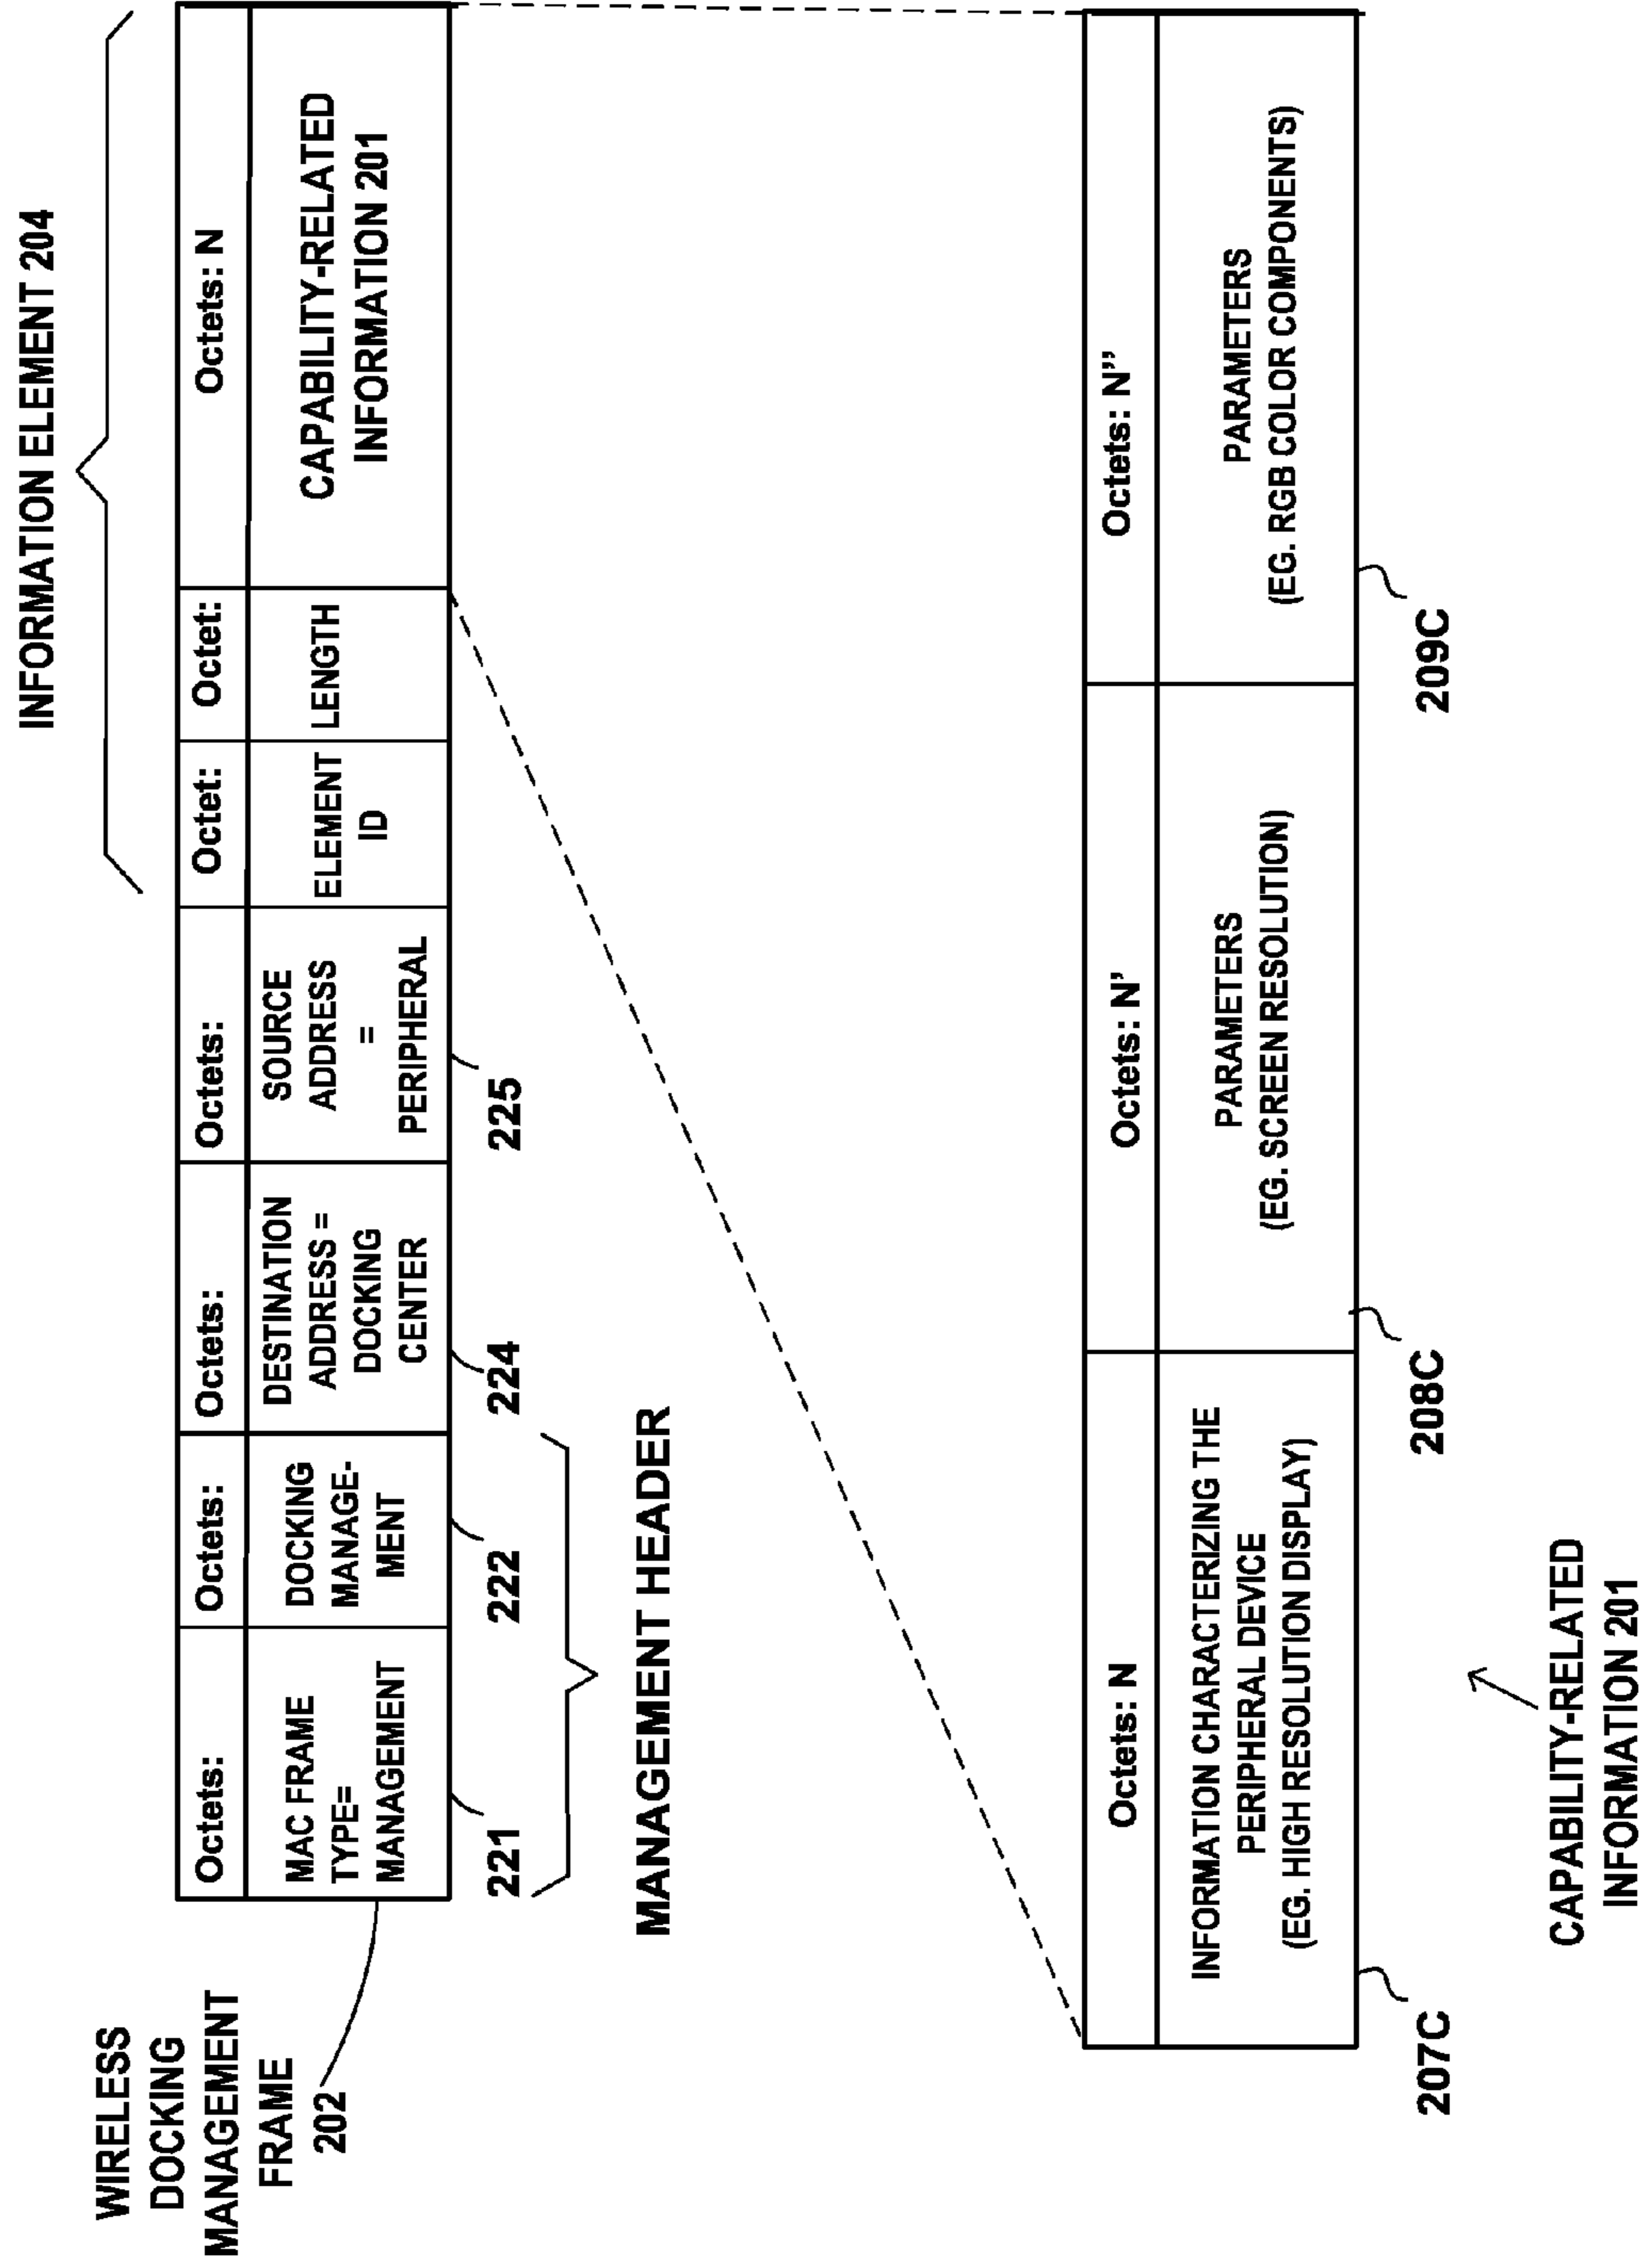 INFORMATION ELEMENT 204
WIRELESS
DOCKING
MANAGEMENT
FRAME
202
Octets:
MAC FRAME
TYPE=
MANAGEMENT
221
Octets:
DOCKING
MANAGE-
MENT
222
Octets:
DESTINATION
ADDRESS =
DOCKING
CENTER
224
Octets:
SOURCE
ADDRESS
=
PERIPHERAL
225
Octet:
ELEMENT
ID
Octet:
LENGTH
Octets: N
CAPABILITY-RELATED
INFORMATION 201
MANAGEMENT HEADER
Octets: N
INFORMATION CHARACTERIZING THE
PERIPHERAL DEVICE
(EG. HIGH RESOLUTION DISPLAY)
207C
Octets: N’
PARAMETERS
(EG. SCREEN RESOLUTION)
208C
Octets: N’’
PARAMETERS
(EG. RGB COLOR COMPONENTS)
209C
CAPABILITY-RELATED
INFORMATION 201